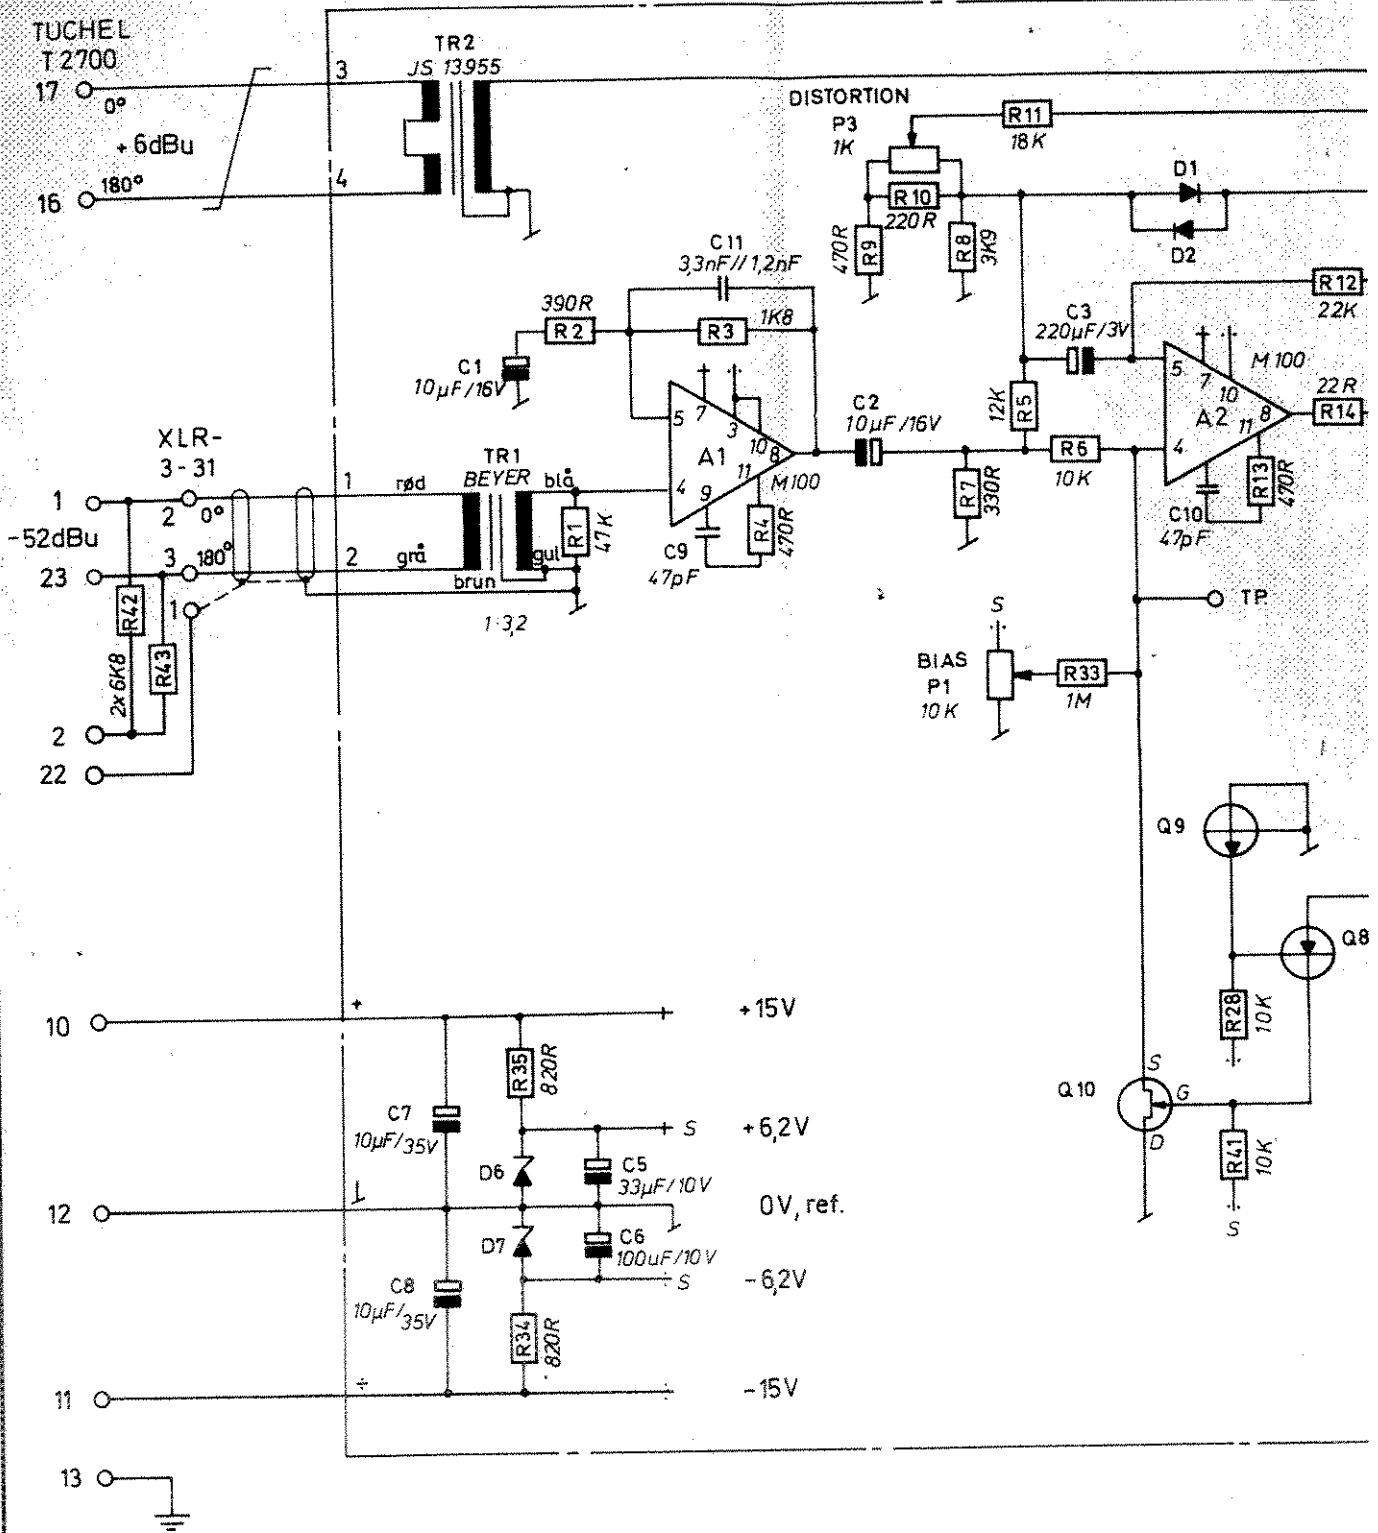 TUCHEL
T 2700
17
0°
+6dBu
16
180°
3
4
TR2
JS 13955
DISTORTION
P3
1K
R11
18K
R10
220R
470R
R9
R8
3K9
D1
D2
C11
3,3nF//1,2nF
390R
R2
R3
1K8
C1
10µF/16V
C3
220µF/3V
R12
22K
M100
22R
R14
5
7
10
A2
8
11
4
12K
R5
C2
10µF/16V
R6
10K
R7
330R
R13
470R
C10
47pF
5
7
3
10
8
A1
11
4
9
M100
R4
470R
C9
47pF
XLR-
3-31
1
2
0°
-52dBu
3
180°
23
1
R42
R43
2x6K8
2
22
1
rød
2
grå
TR1
BEYER
blå
gul
brun
R1
47K
1:3,2
TP
S
BIAS
P1
10K
R33
1M
Q9
Q8
R28
10K
÷
S
Q10
G
D
R41
10K
÷
S
10
+
+
+15V
R35
820R
C7
10µF/35V
+ S
+6,2V
D6
C5
33µF/10V
12
⊥
0V, ref.
D7
C6
100uF/10V
÷ S
-6,2V
C8
10µF/35V
R34
820R
11
÷
÷
-15V
13